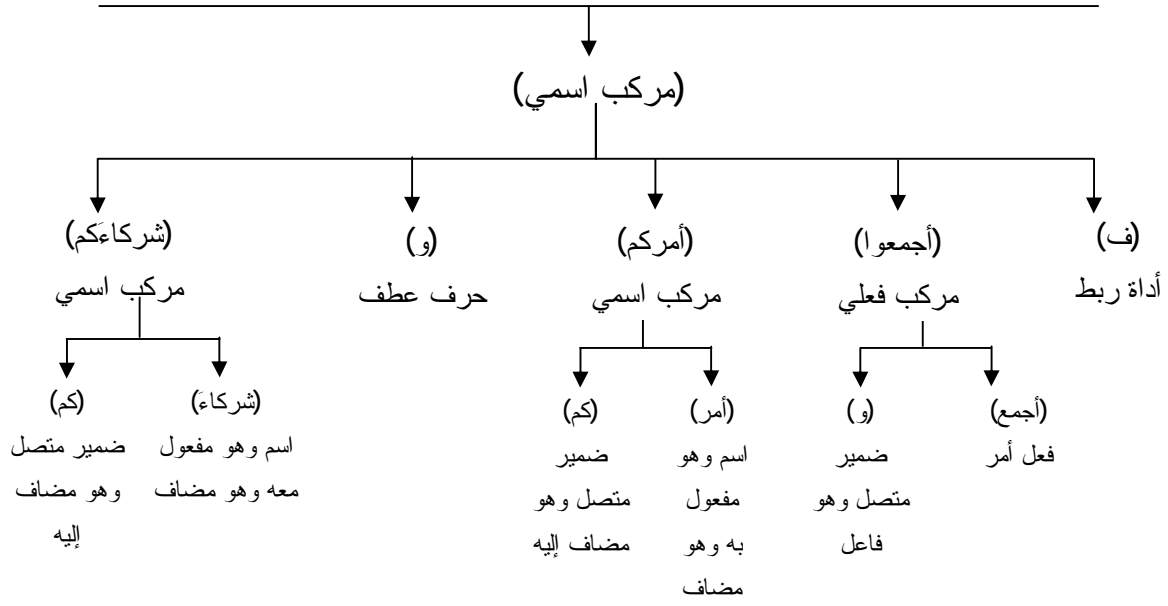 (مركب اسمي)
(ف)
أداة ربط
(أجمعوا)
مركب فعلي
(أمركم)
مركب اسمي
(و)
حرف عطف
(شركاءَكم)
مركب اسمي
(أجمع)
فعل أمر
(و)
ضمير
متصل وهو
فاعل
(أمر)
اسم وهو
مفعول
به وهو
مضاف
(كم)
ضمير
متصل وهو
مضاف إليه
(شركاءَ)
اسم وهو مفعول
معه وهو مضاف
(كم)
ضمير متصل
وهو مضاف
إليه